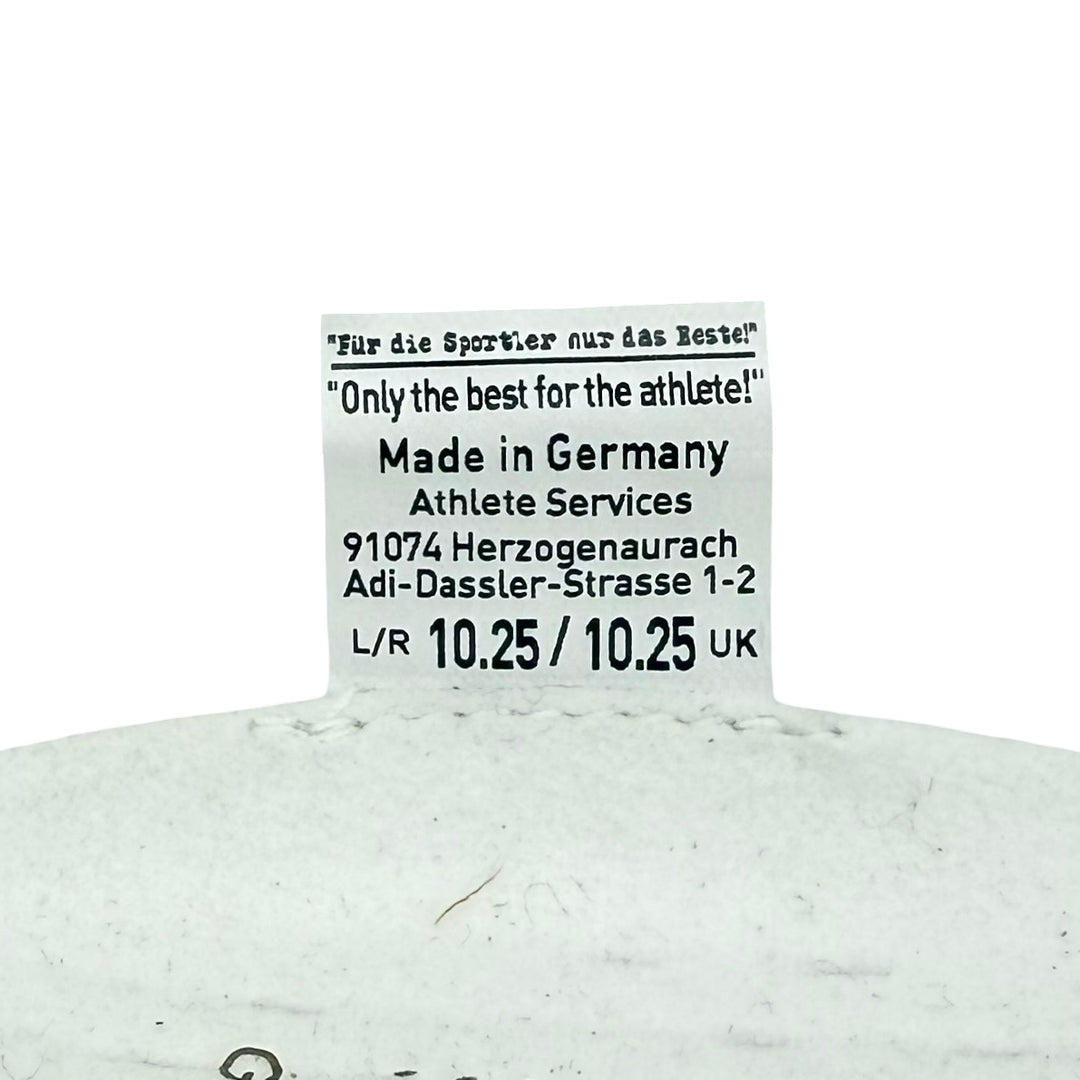 "Für die Sportler nur das Beste!"
"Only the best for the athlete!"
Made in Germany
Athlete Services
91074 Herzogenaurach
Adi-Dassler-Strasse 1-2
L/R 10.25 / 10.25 UK